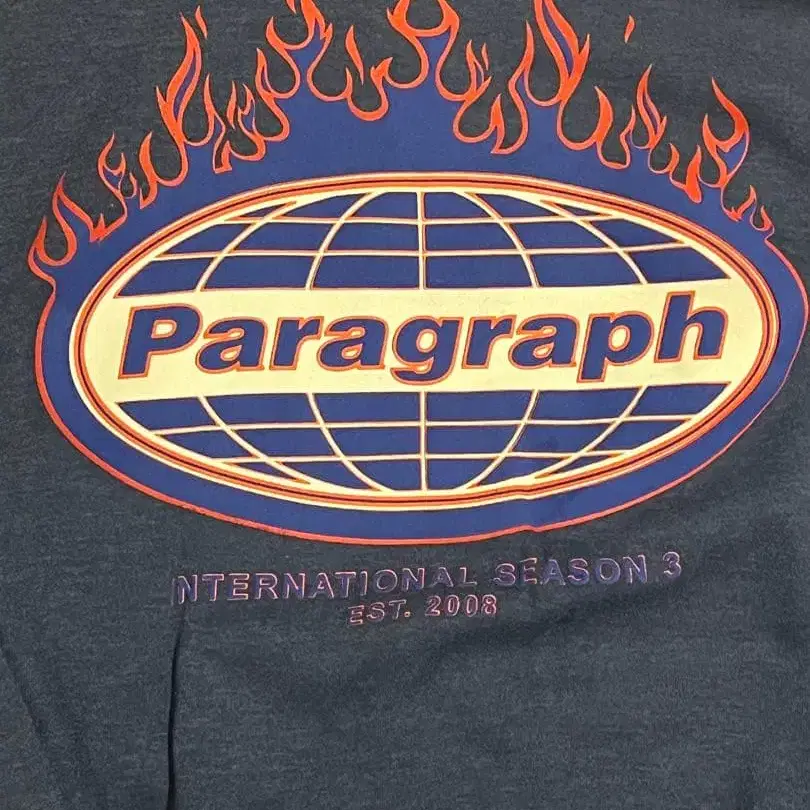 Paragraph
INTERNATIONAL SEASON 3
EST. 2008